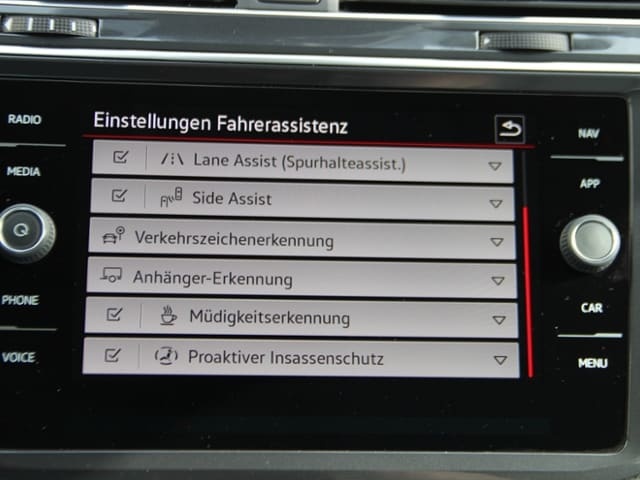 Einstellungen Fahrerassistenz
Lane Assist (Spurhalteassist.)
Side Assist
Verkehrszeichenerkennung
Anhänger-Erkennung
Müdigkeitserkennung
Proaktiver Insassenschutz
RADIO
MEDIA
PHONE
VOICE
NAV
APP
CAR
MENU